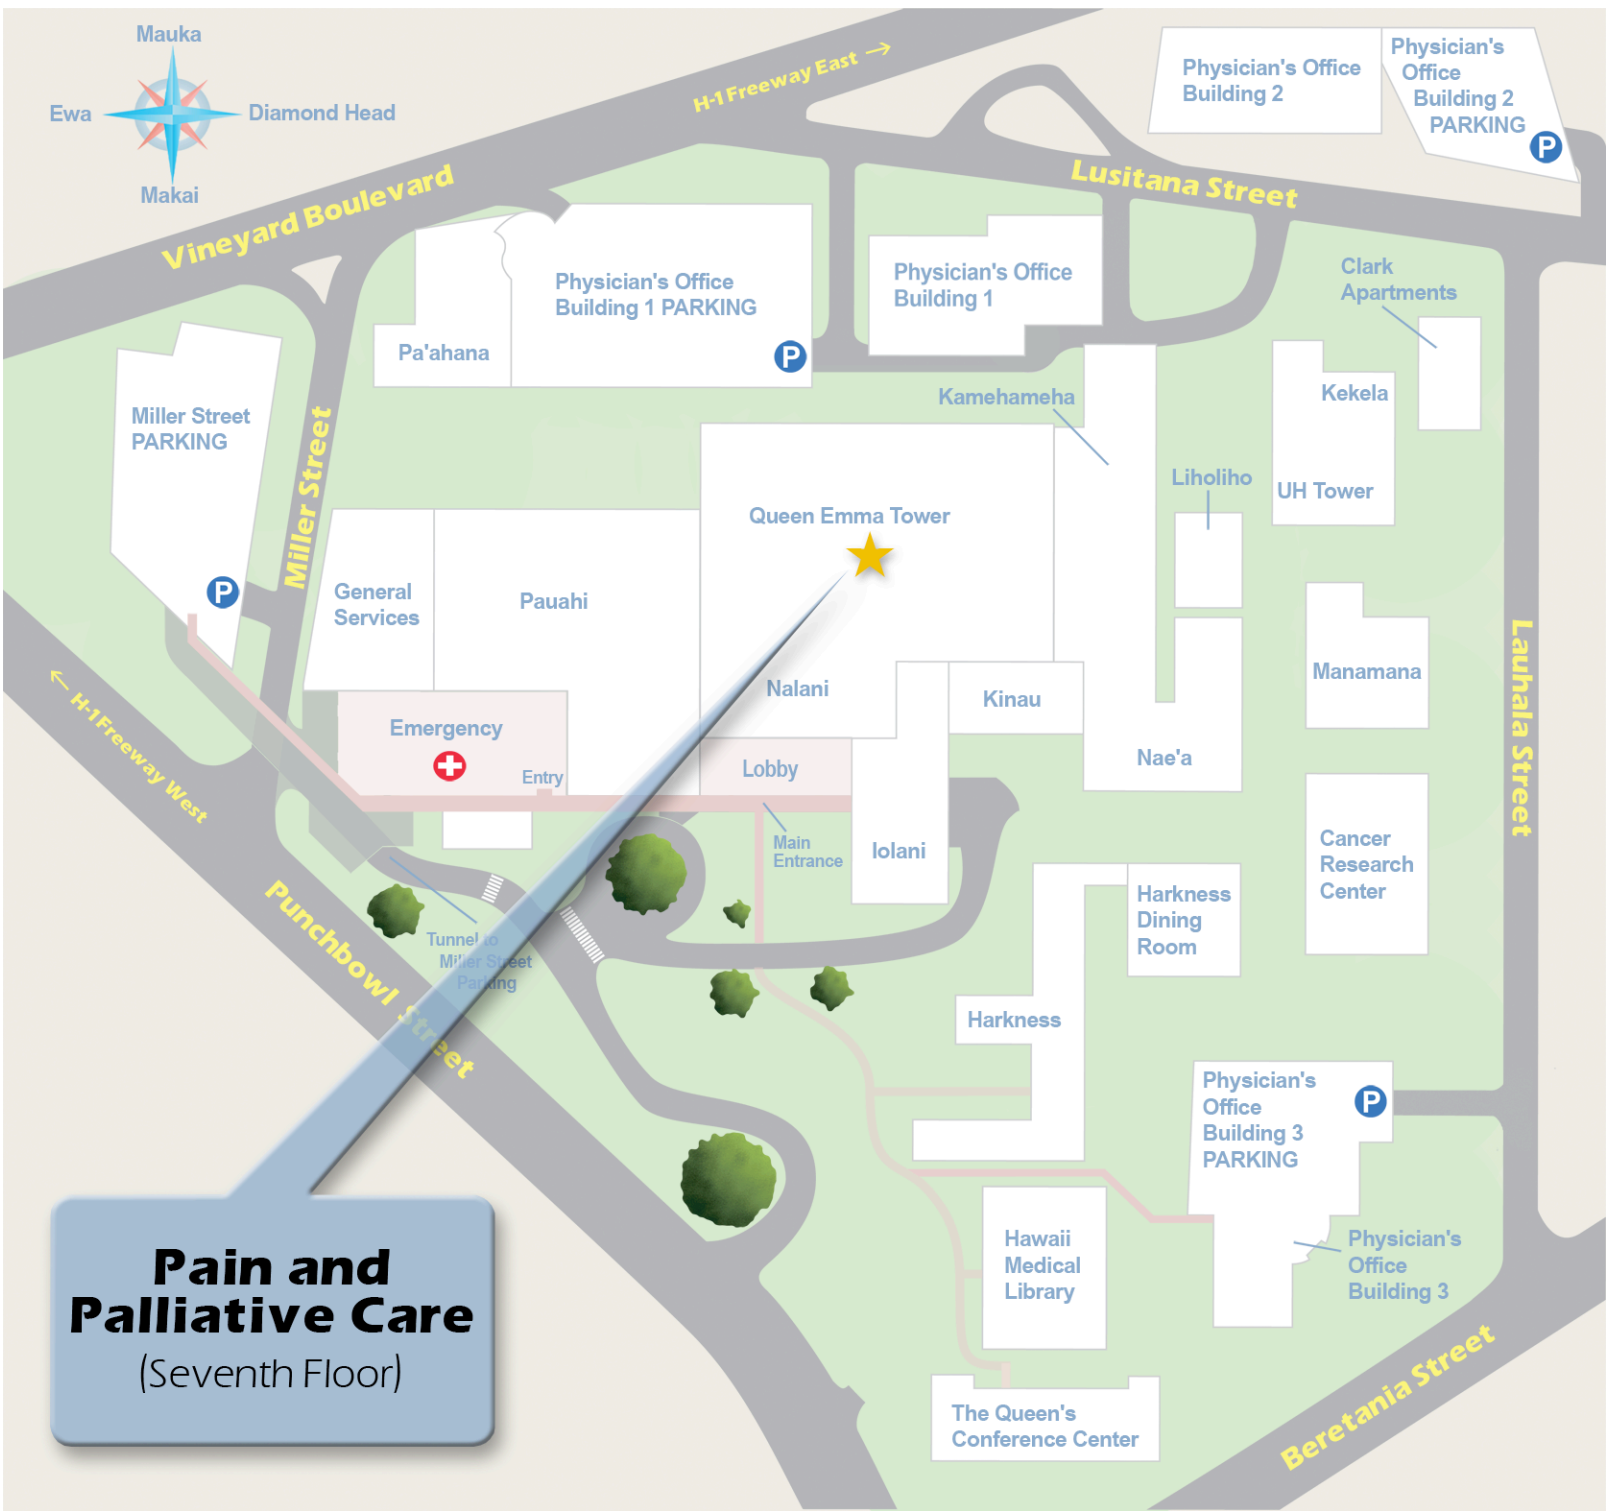 Mauka
Ewa
Diamond Head
Makai
H-1 Freeway East →
Vineyard Boulevard
Lusitana Street
Physician's Office
Building 2
Physician's
Office
Building 2
PARKING
P
Physician's Office
Building 1 PARKING
P
Pa'ahana
Physician's Office
Building 1
Clark
Apartments
Miller Street
PARKING
P
Miller Street
Kamehameha
Kekela
UH Tower
Liholiho
Queen Emma Tower
General
Services
Pauahi
Nalani
Kinau
Manamana
Lauhala Street
Emergency
Entry
Lobby
Nae'a
← H-1 Freeway West
Main
Entrance
Iolani
Cancer
Research
Center
Harkness
Dining
Room
Punchbowl Street
Tunnel to
Miller Street
Parking
Harkness
Physician's
Office
Building 3
PARKING
P
Hawaii
Medical
Library
Physician's
Office
Building 3
Pain and
Palliative Care
(Seventh Floor)
The Queen's
Conference Center
Beretania Street